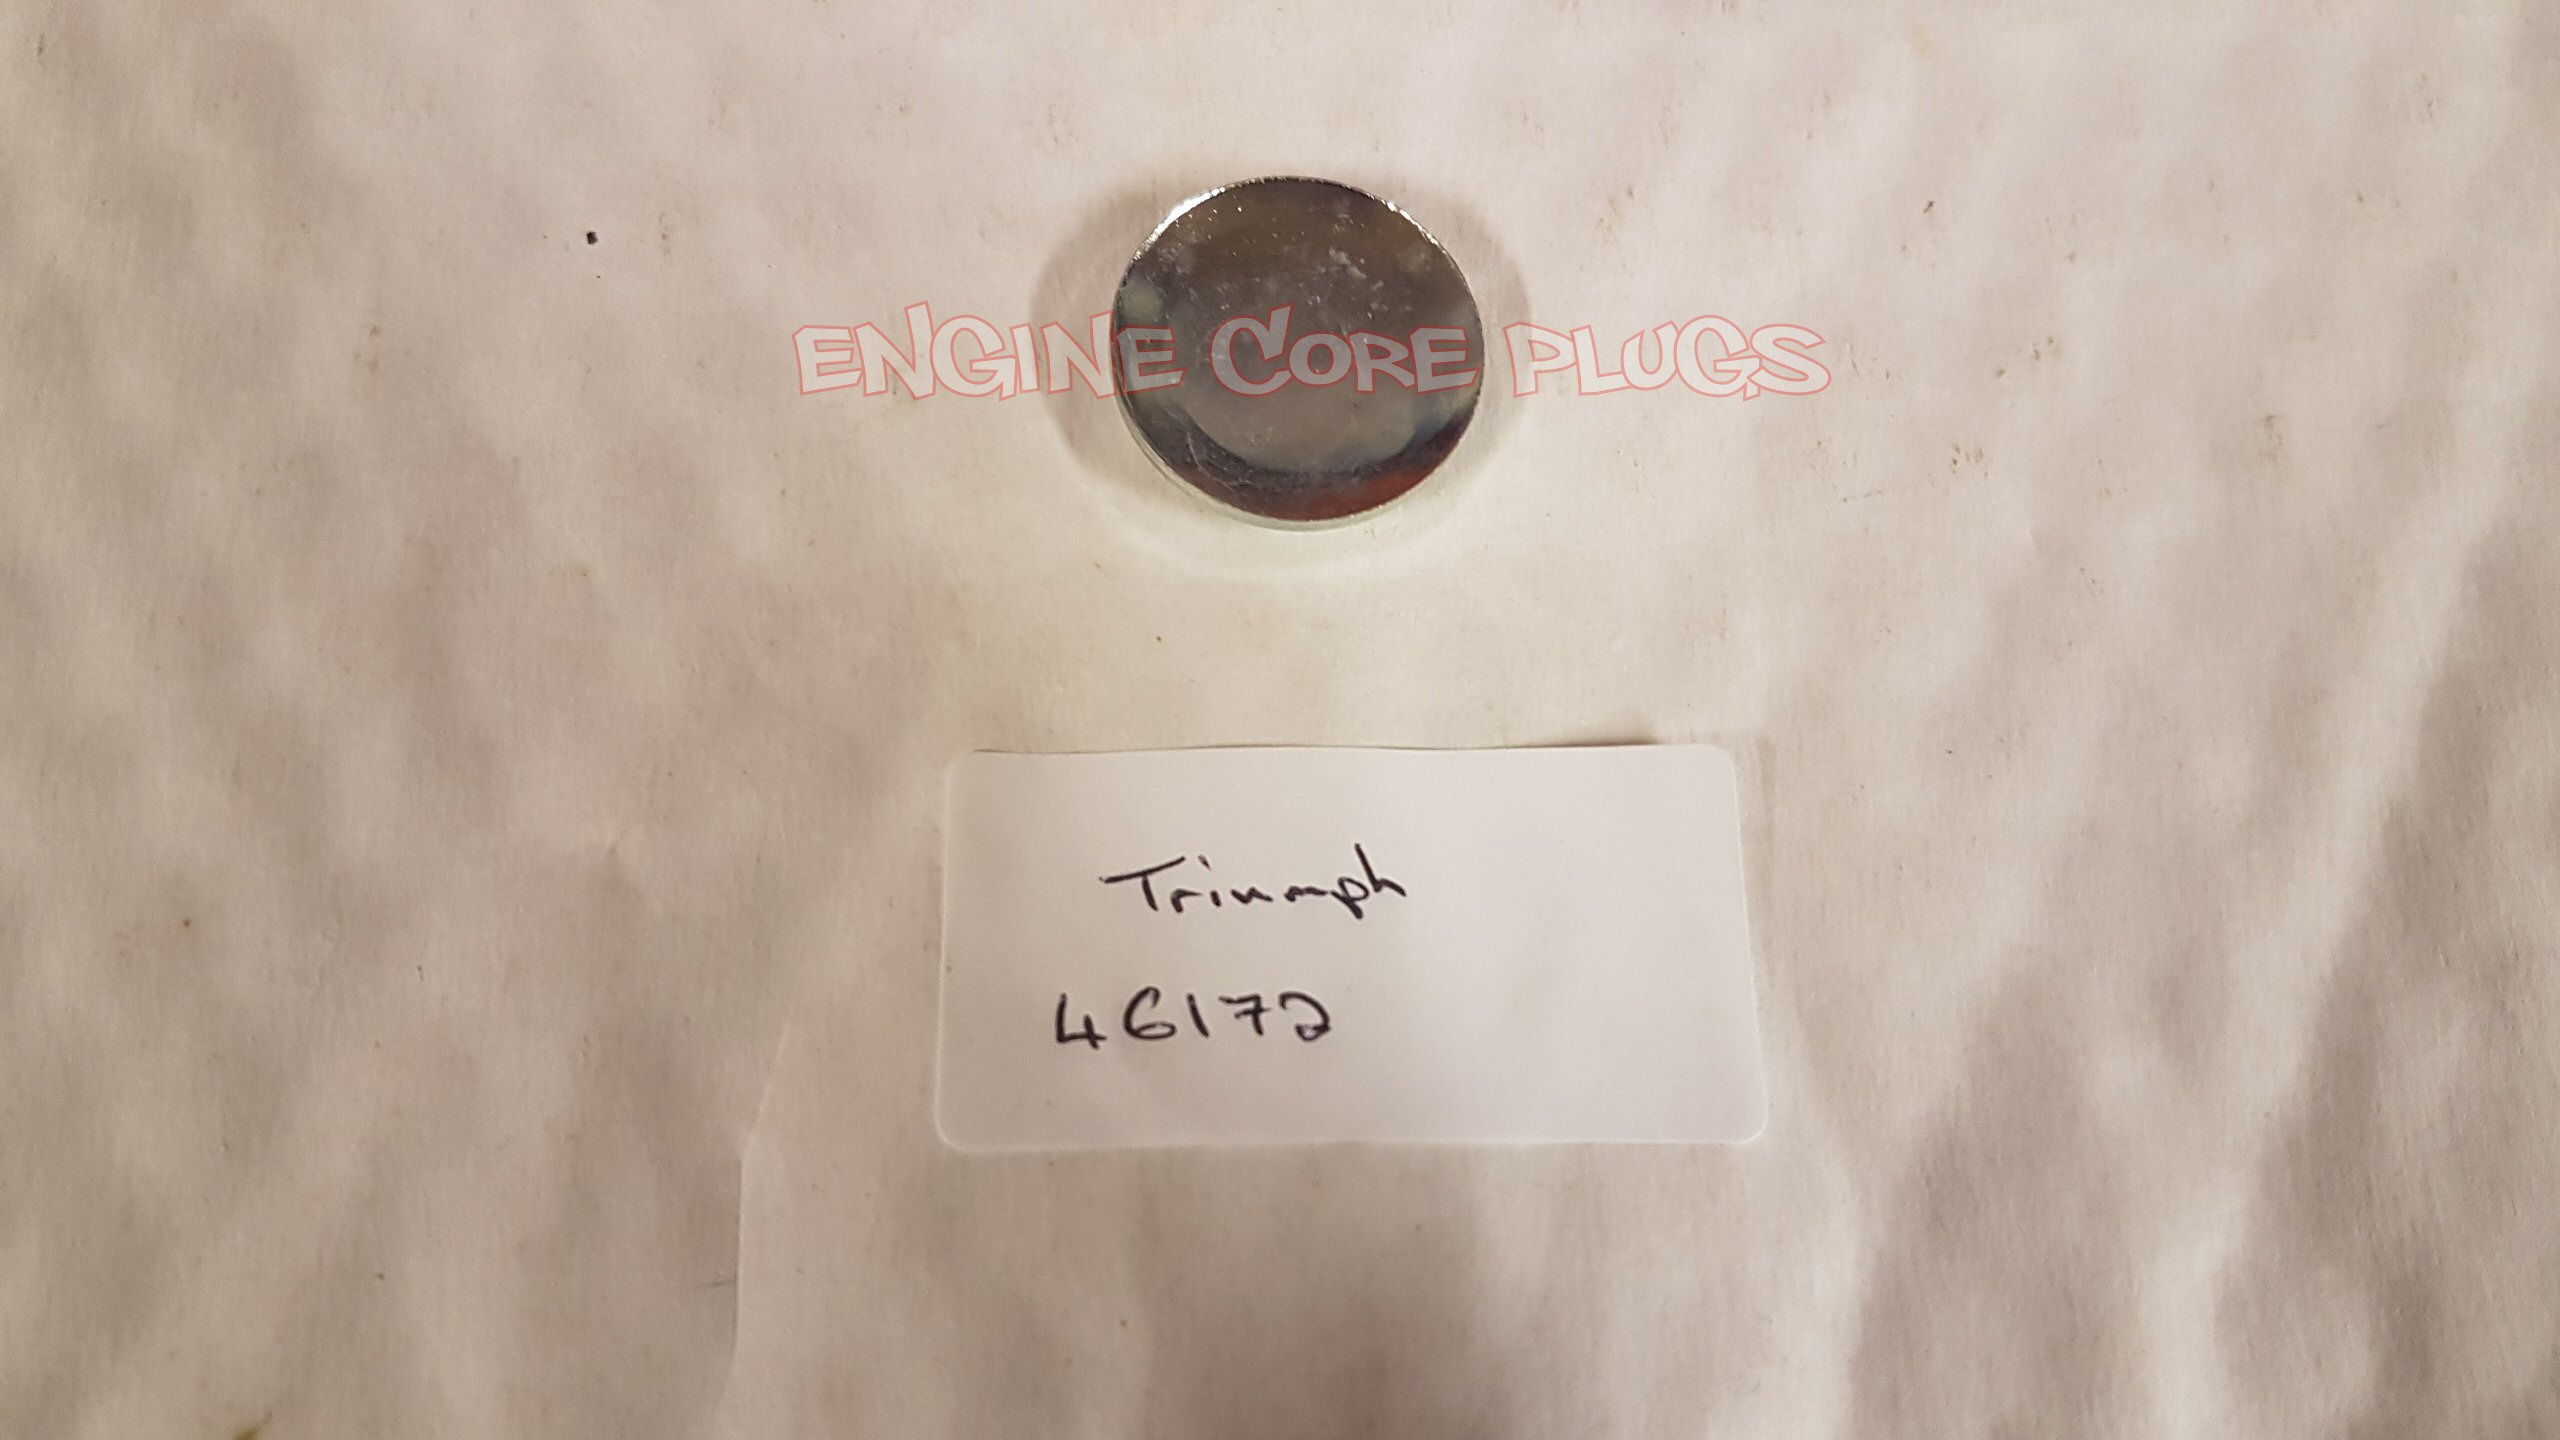 ENGINE CORE PLUGS
Triumph
46172